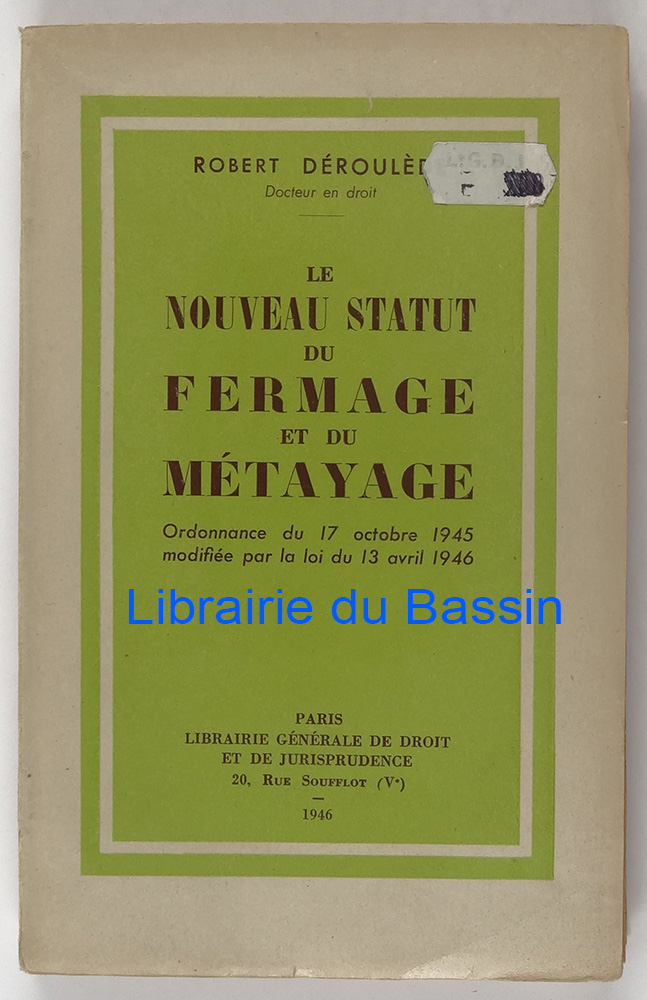 ROBERT DÉROULÈD
L.G.D.J
F
Docteur en droit
LE
NOUVEAU STATUT
DU
FERMAGE
ET DU
MÉTAYAGE
Ordonnance du 17 octobre 1945
modifiée par la loi du 13 avril 1946
Librairie du Bassin
PARIS
LIBRAIRIE GÉNÉRALE DE DROIT
ET DE JURISPRUDENCE
20, RUE SOUFFLOT (Vᵉ)
1946